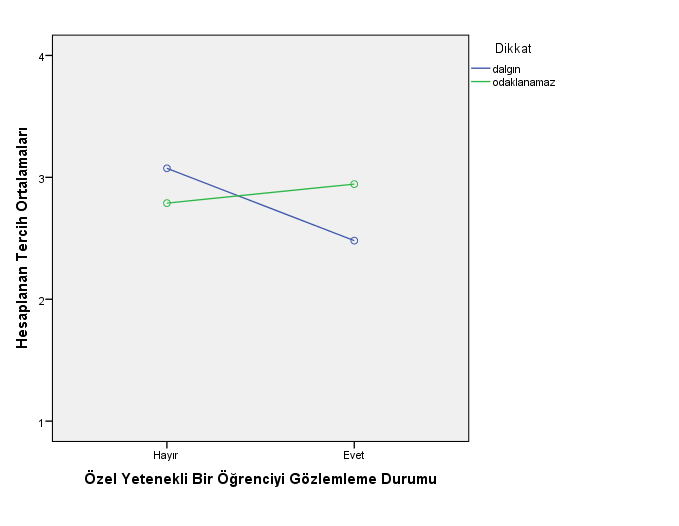 Dikkat
dalgın
odaklanamaz
Hesaplanan Tercih Ortalamaları
4
3
2
1
Hayır
Evet
Özel Yetenekli Bir Öğrenciyi Gözlemleme Durumu